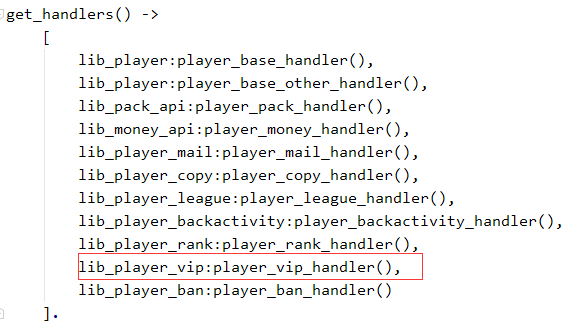 get_handlers() ->
[
lib_player:player_base_handler(),
lib_player:player_base_other_handler(),
lib_pack_api:player_pack_handler(),
lib_money_api:player_money_handler(),
lib_player_mail:player_mail_handler(),
lib_player_copy:player_copy_handler(),
lib_player_league:player_league_handler(),
lib_player_backactivity:player_backactivity_handler(),
lib_player_rank:player_rank_handler(),
lib_player_vip:player_vip_handler(),
lib_player_ban:player_ban_handler()
].